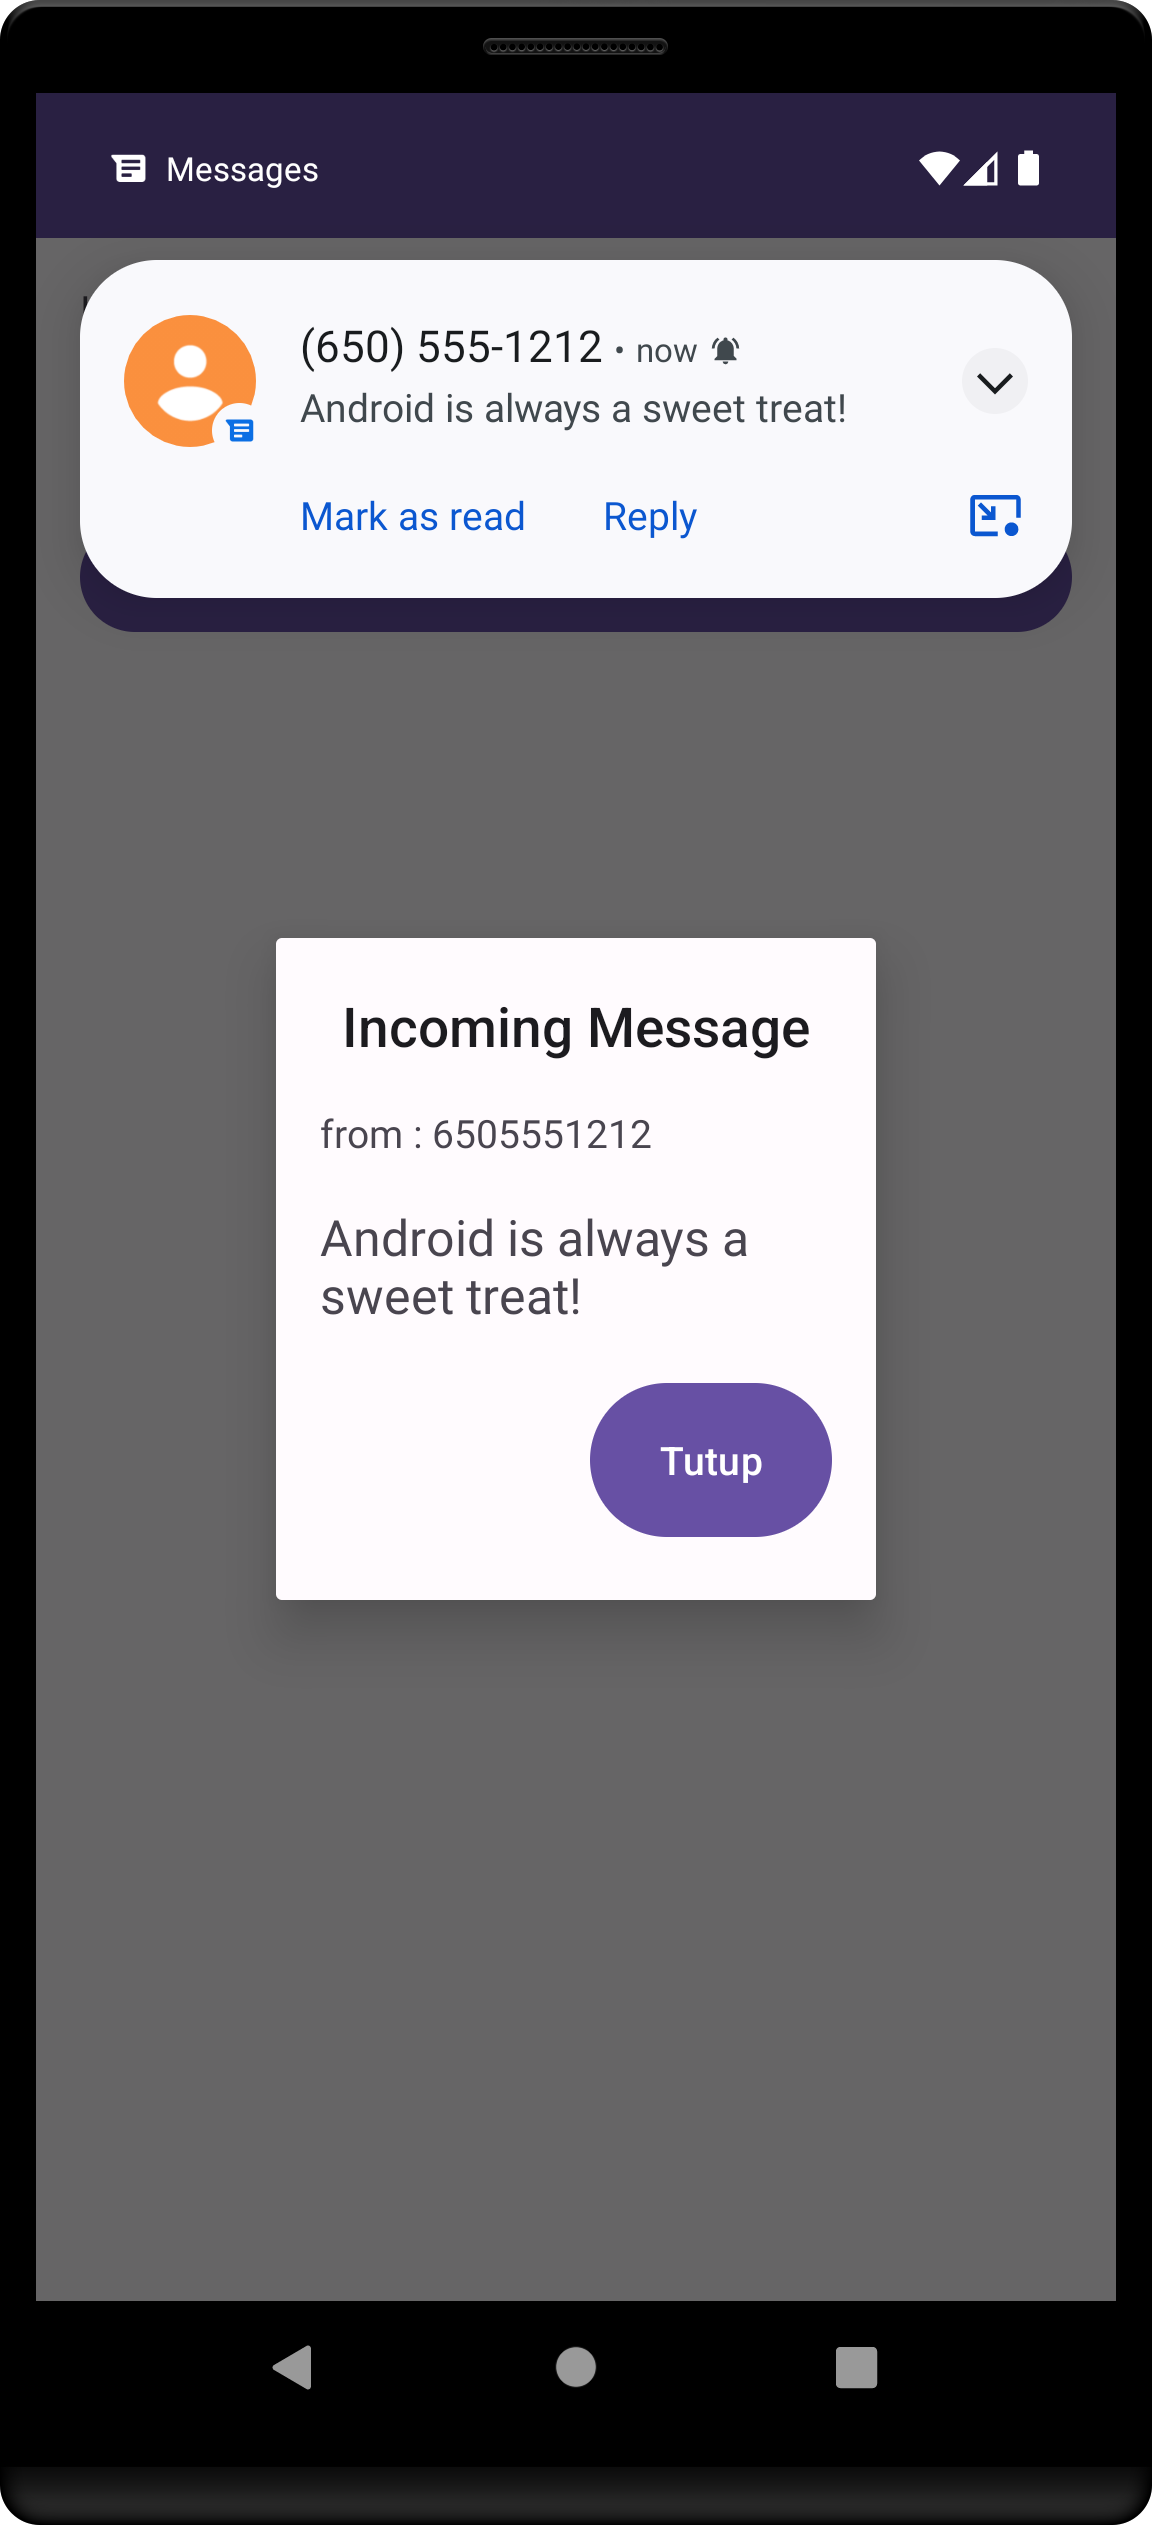 Messages
(650) 555-1212 • now
Android is always a sweet treat!
Mark as read Reply
Incoming Message
from : 6505551212
Android is always a
sweet treat!
Tutup